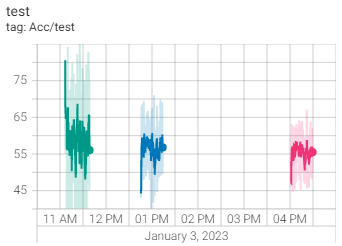 test
tag: Acc/test
75
65
55
45
11 AM 12 PM 01 PM 02 PM 03 PM 04 PM
January 3, 2023